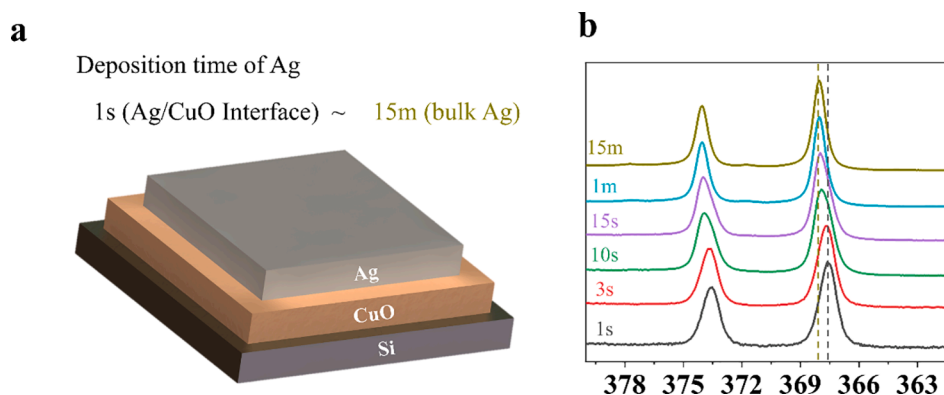 a
Deposition time of Ag
1s (Ag/CuO Interface) ~ 15m (bulk Ag)
Ag
CuO
Si
b
15m
1m
15s
10s
3s
1s
378 375 372 369 366 363